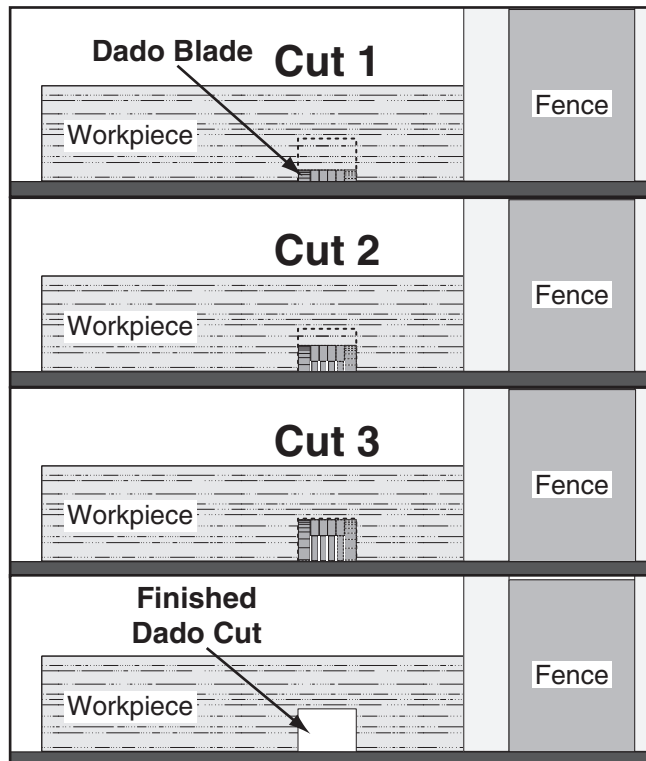 Dado Blade
Cut 1
Workpiece
Fence
Cut 2
Workpiece
Fence
Cut 3
Workpiece
Fence
Finished
Dado Cut
Workpiece
Fence